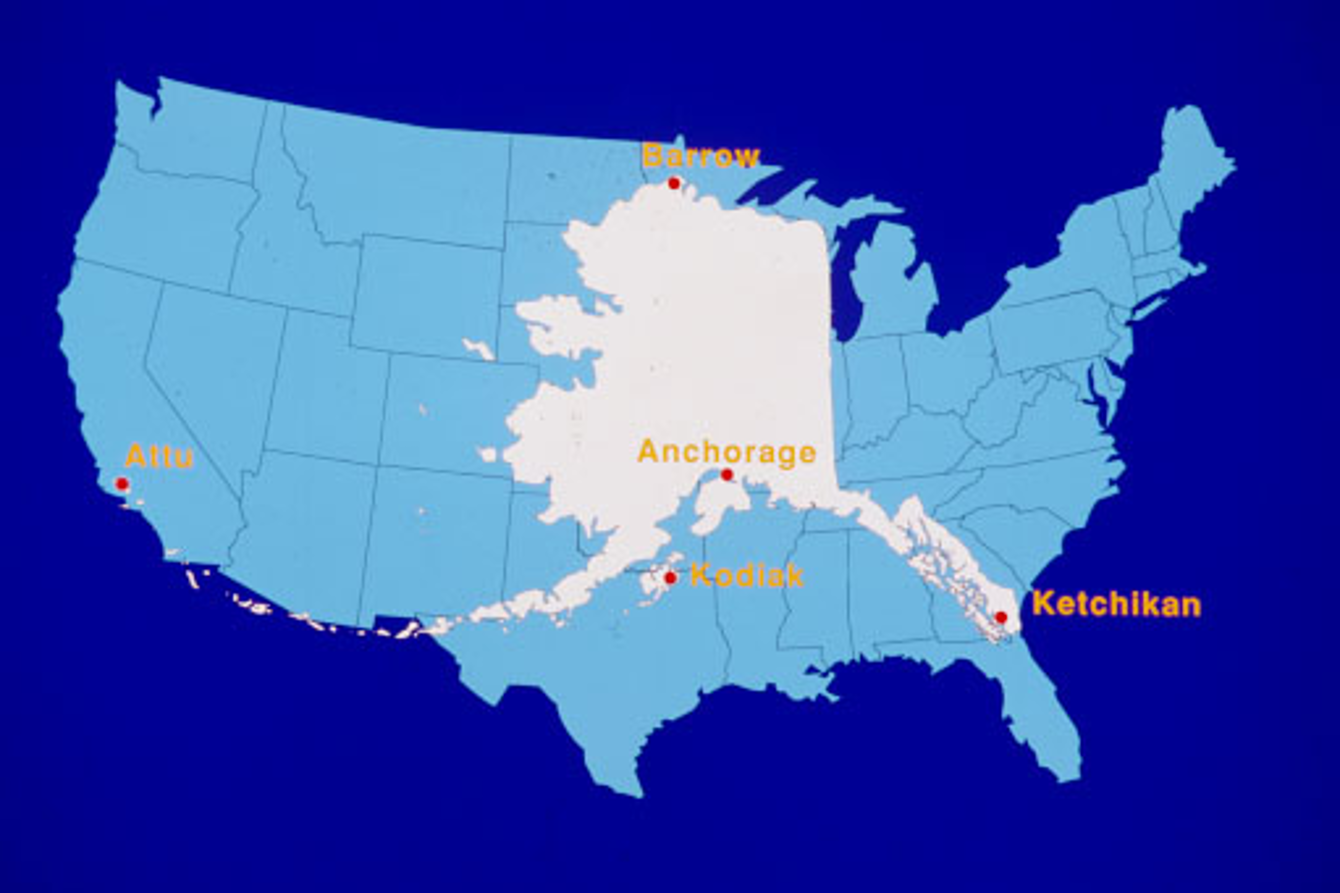 Barrow
Attu
Anchorage
Kodiak
Ketchikan